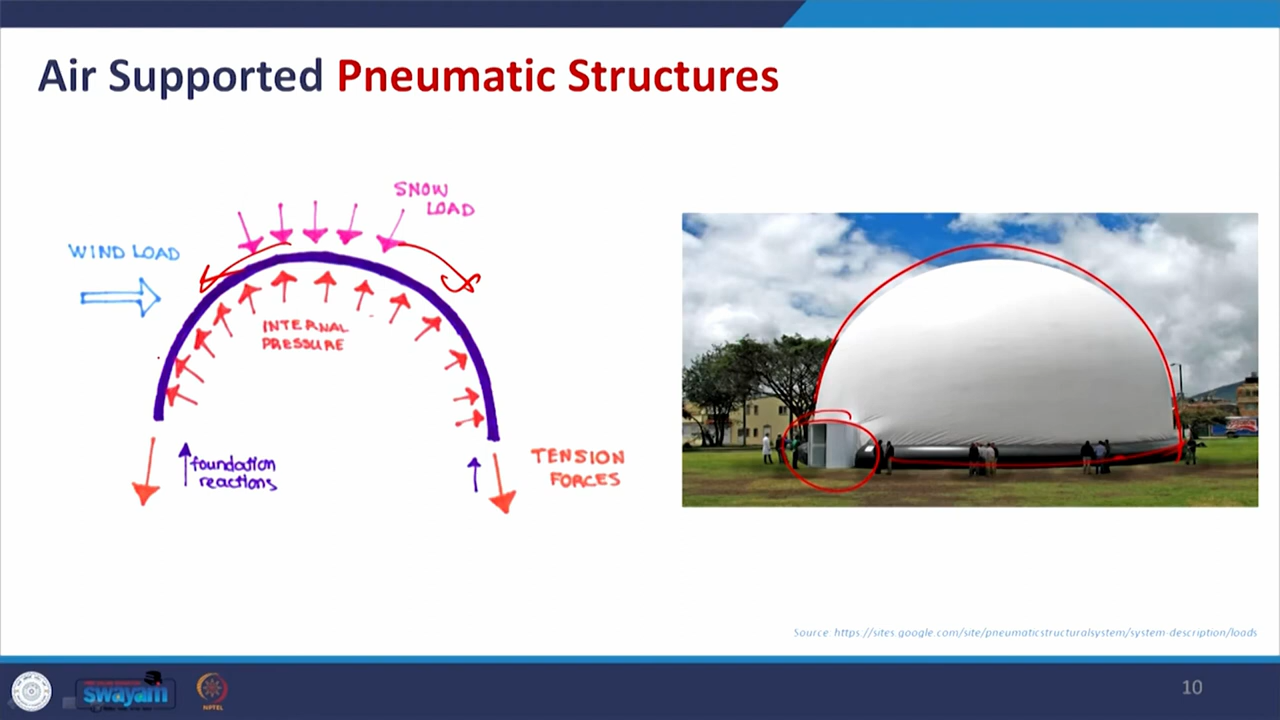 Air Supported Pneumatic Structures
SNOW
LOAD
WIND LOAD
INTERNAL
PRESSURE
foundation
reactions
TENSION
FORCES
Source: https://sites.google.com/site/pneumaticstructuralsystem/system-description/loads
swayam
NPTEL
10